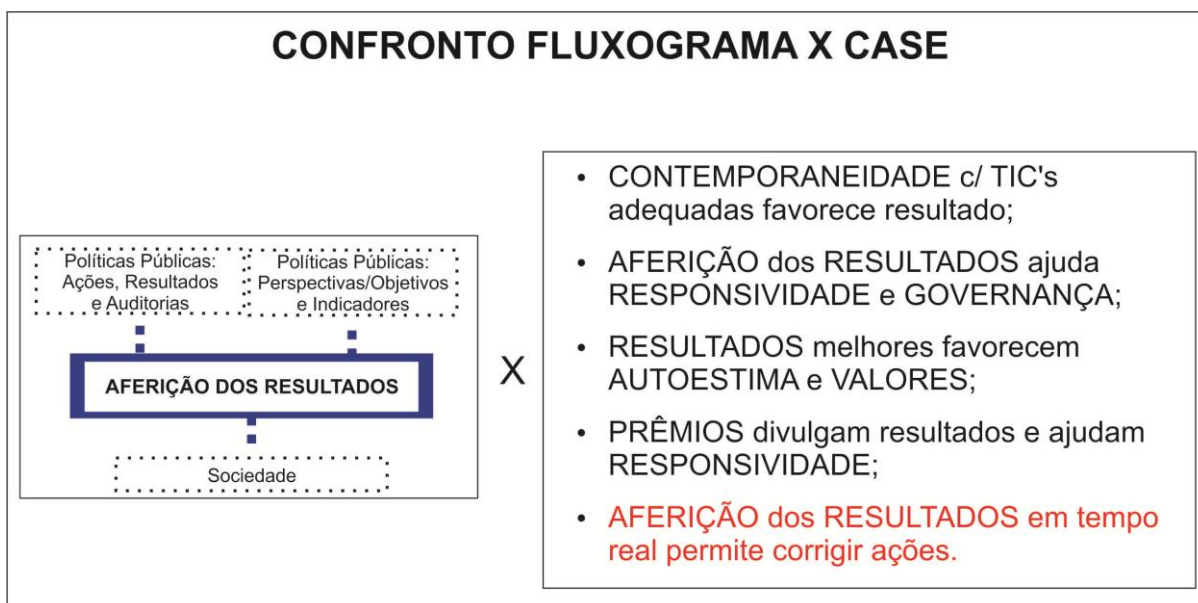 CONFRONTO FLUXOGRAMA X CASE
Políticas Públicas:
Ações, Resultados
e Auditorias
Políticas Públicas:
Perspectivas/Objetivos
e Indicadores
AFERIÇÃO DOS RESULTADOS
Sociedade
X
• CONTEMPORANEIDADE c/ TIC's
adequadas favorece resultado;
• AFERIÇÃO dos RESULTADOS ajuda
RESPONSIVIDADE e GOVERNANÇA;
• RESULTADOS melhores favorecem
AUTOESTIMA e VALORES;
• PRÊMIOS divulgam resultados e ajudam
RESPONSIVIDADE;
• AFERIÇÃO dos RESULTADOS em tempo
real permite corrigir ações.